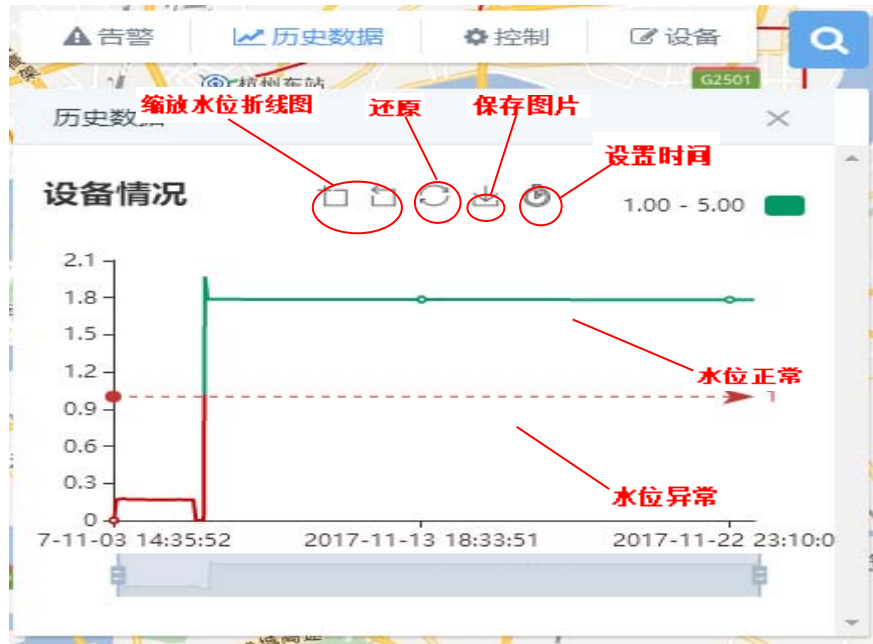 告警 历史数据 控制 设备
杭州东站
G2501
历史数据
缩放水位折线图 还原 保存图片
设置时间
设备情况
1.00 - 5.00
2.1
1.8
1.5
1.2
水位正常
1
0.9
0.6
0.3
水位异常
0
7-11-03 14:35:52 2017-11-13 18:33:51 2017-11-22 23:10:0